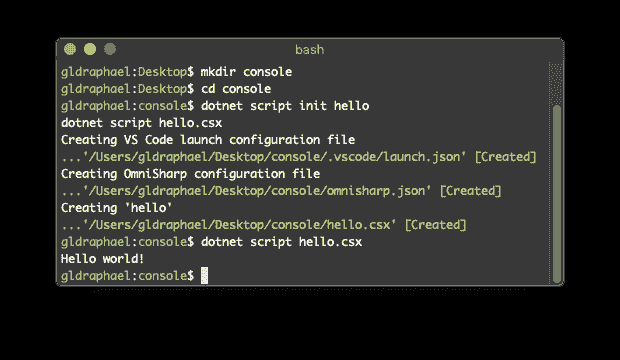 bash
gldraphael:Desktop$ mkdir console
gldraphael:Desktop$ cd console
gldraphael:console$ dotnet script init hello
dotnet script hello.csx
Creating VS Code launch configuration file
...'/Users/gldraphael/Desktop/console/.vscode/launch.json' [Created]
Creating OmniSharp configuration file
...'/Users/gldraphael/Desktop/console/omnisharp.json' [Created]
Creating 'hello'
...'/Users/gldraphael/Desktop/console/hello.csx' [Created]
gldraphael:console$ dotnet script hello.csx
Hello world!
gldraphael:console$